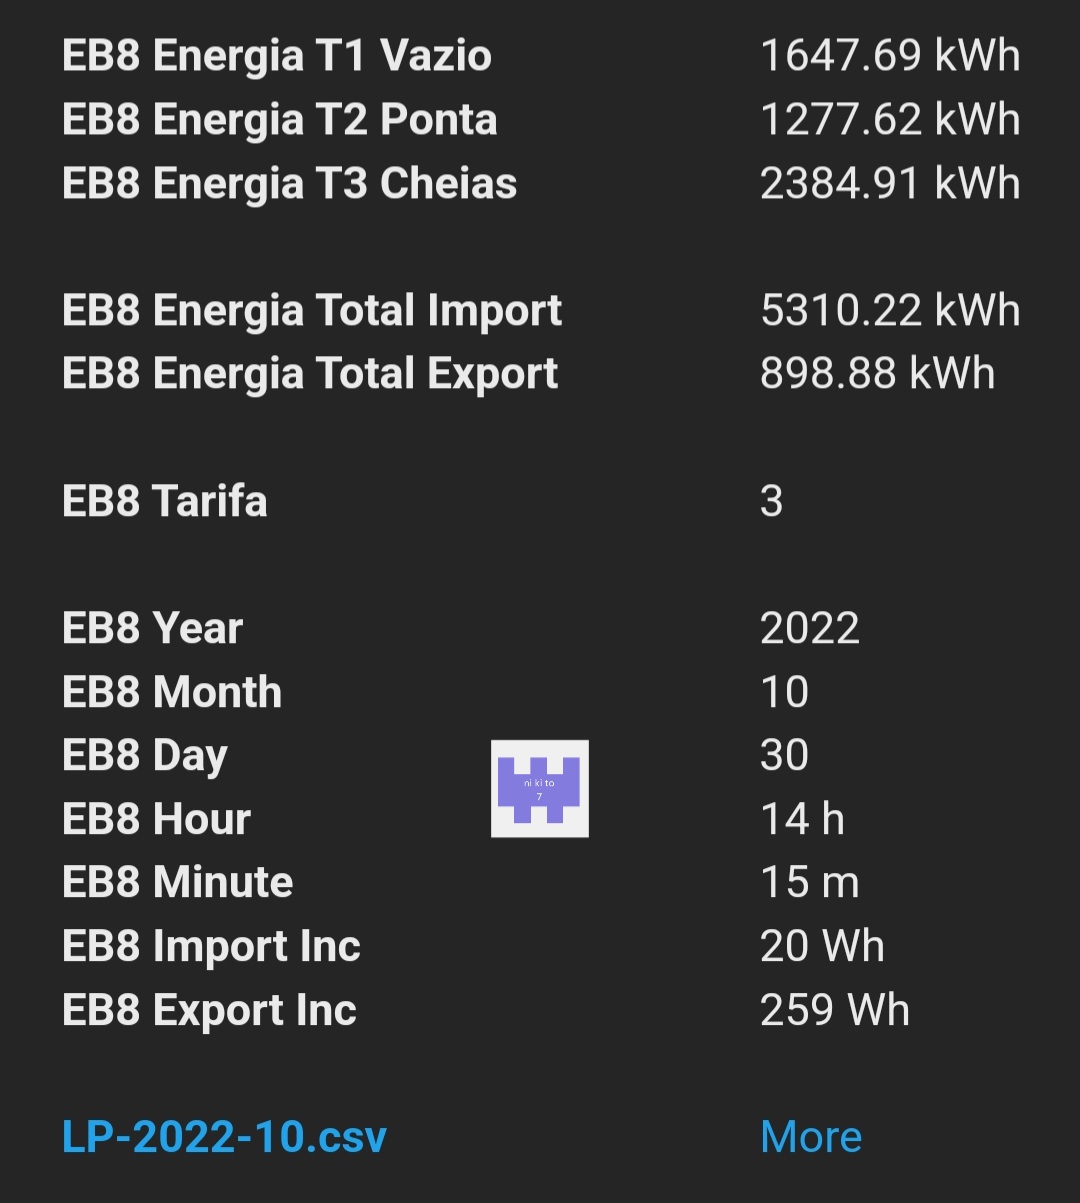 EB8 Energia T1 Vazio 1647.69 kWh
EB8 Energia T2 Ponta 1277.62 kWh
EB8 Energia T3 Cheias 2384.91 kWh
EB8 Energia Total Import 5310.22 kWh
EB8 Energia Total Export 898.88 kWh
EB8 Tarifa 3
EB8 Year 2022
EB8 Month 10
EB8 Day 30
ni ki to
7
EB8 Hour 14 h
EB8 Minute 15 m
EB8 Import Inc 20 Wh
EB8 Export Inc 259 Wh
LP-2022-10.csv More